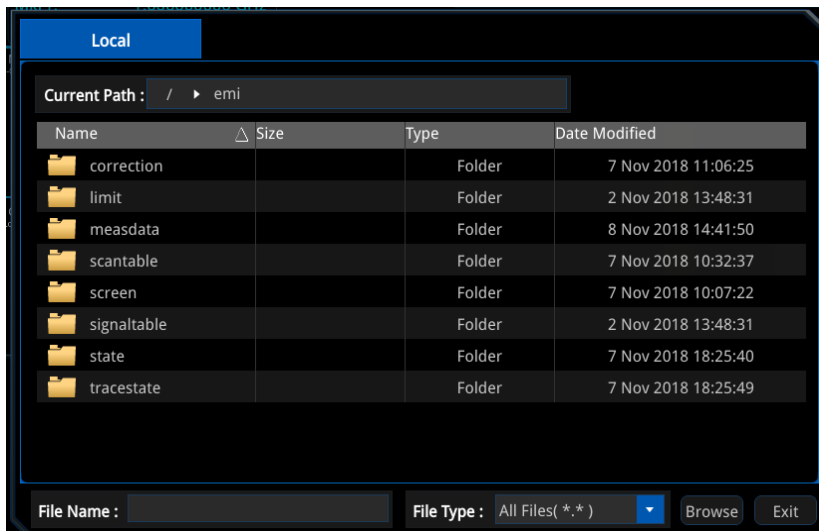 Local
Current Path : / emi
Name Size Type Date Modified
correction Folder 7 Nov 2018 11:06:25
limit Folder 2 Nov 2018 13:48:31
measdata Folder 8 Nov 2018 14:41:50
scantable Folder 7 Nov 2018 10:32:37
screen Folder 7 Nov 2018 10:07:22
signaltable Folder 2 Nov 2018 13:48:31
state Folder 7 Nov 2018 18:25:40
tracestate Folder 7 Nov 2018 18:25:49
File Name : File Type : All Files( *.* ) Browse Exit